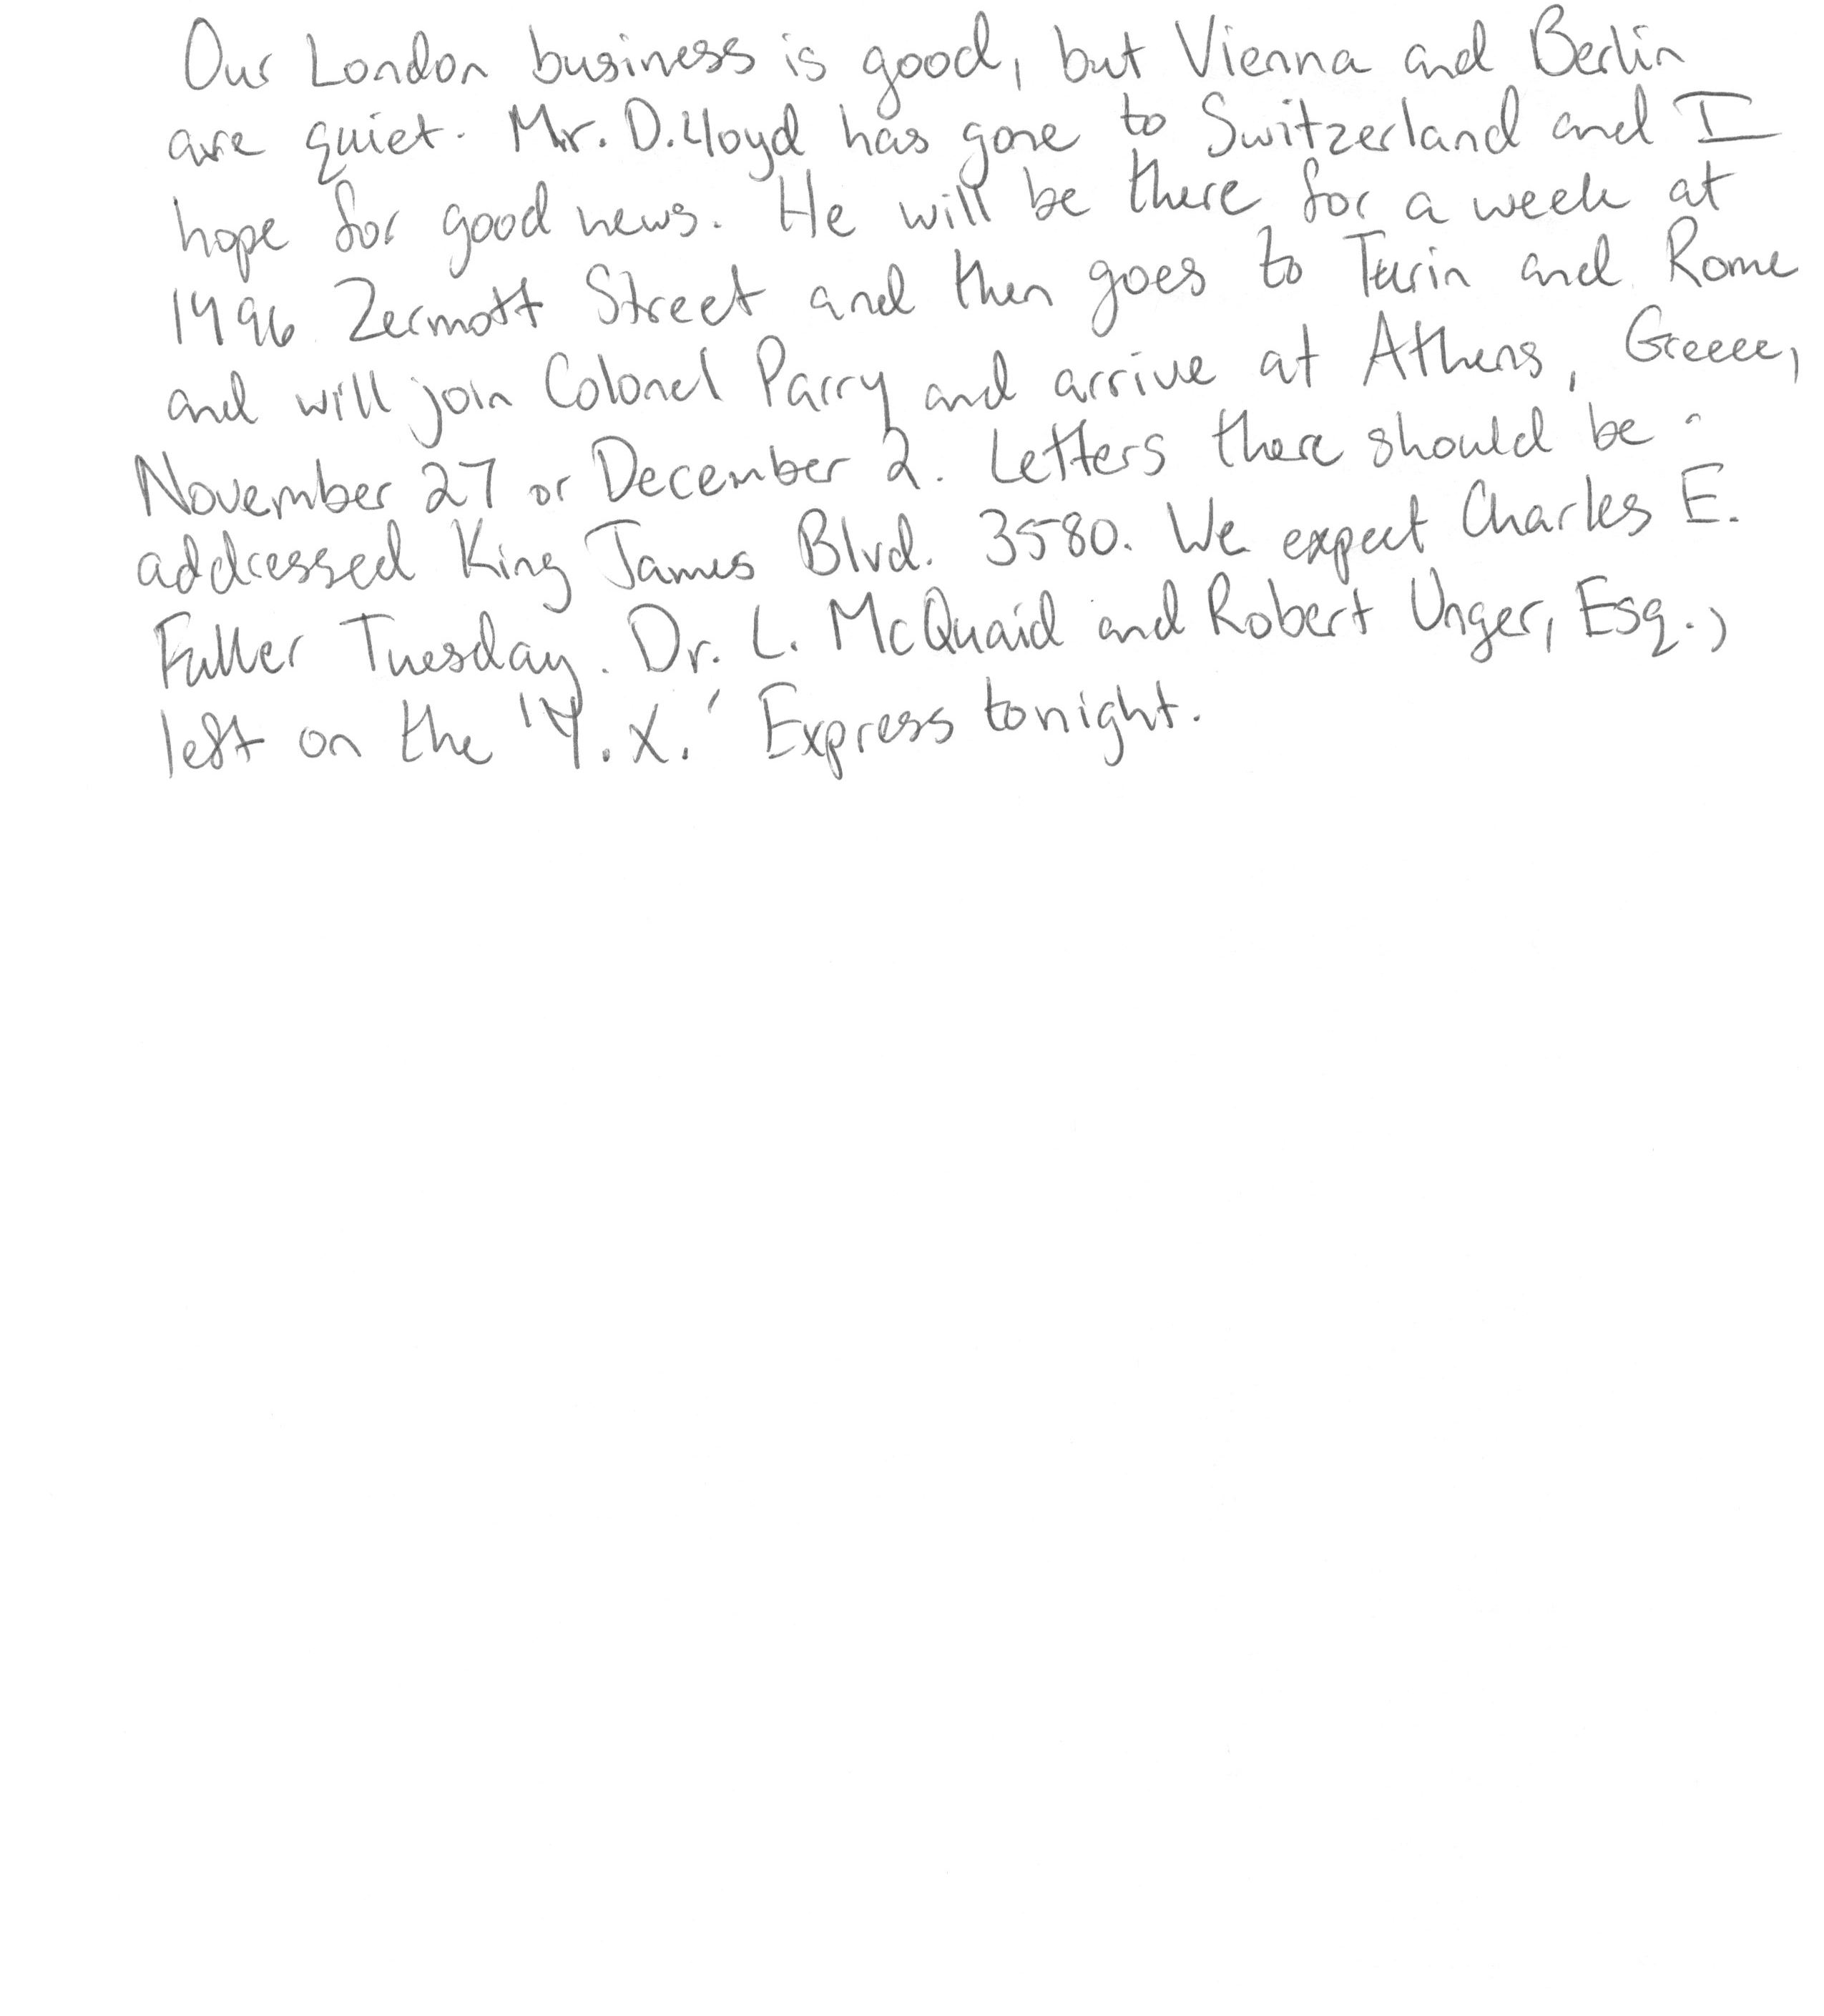 Our London business is good, but Vienna and Berlin
are quiet. Mr. D. Lloyd has gone to Switzerland and I
hope for good news. He will be there for a week at
1496 Zermott Street and then goes to Turin and Rome
and will join Colonel Parry and arrive at Athens, Greece,
November 27 or December 2. Letters there should be :
addressed King James Blvd. 3580. We expect Charles E.
Fuller Tuesday. Dr. L. McQuaid and Robert Unger, Esq.,
left on the 'Y.X.' Express tonight.